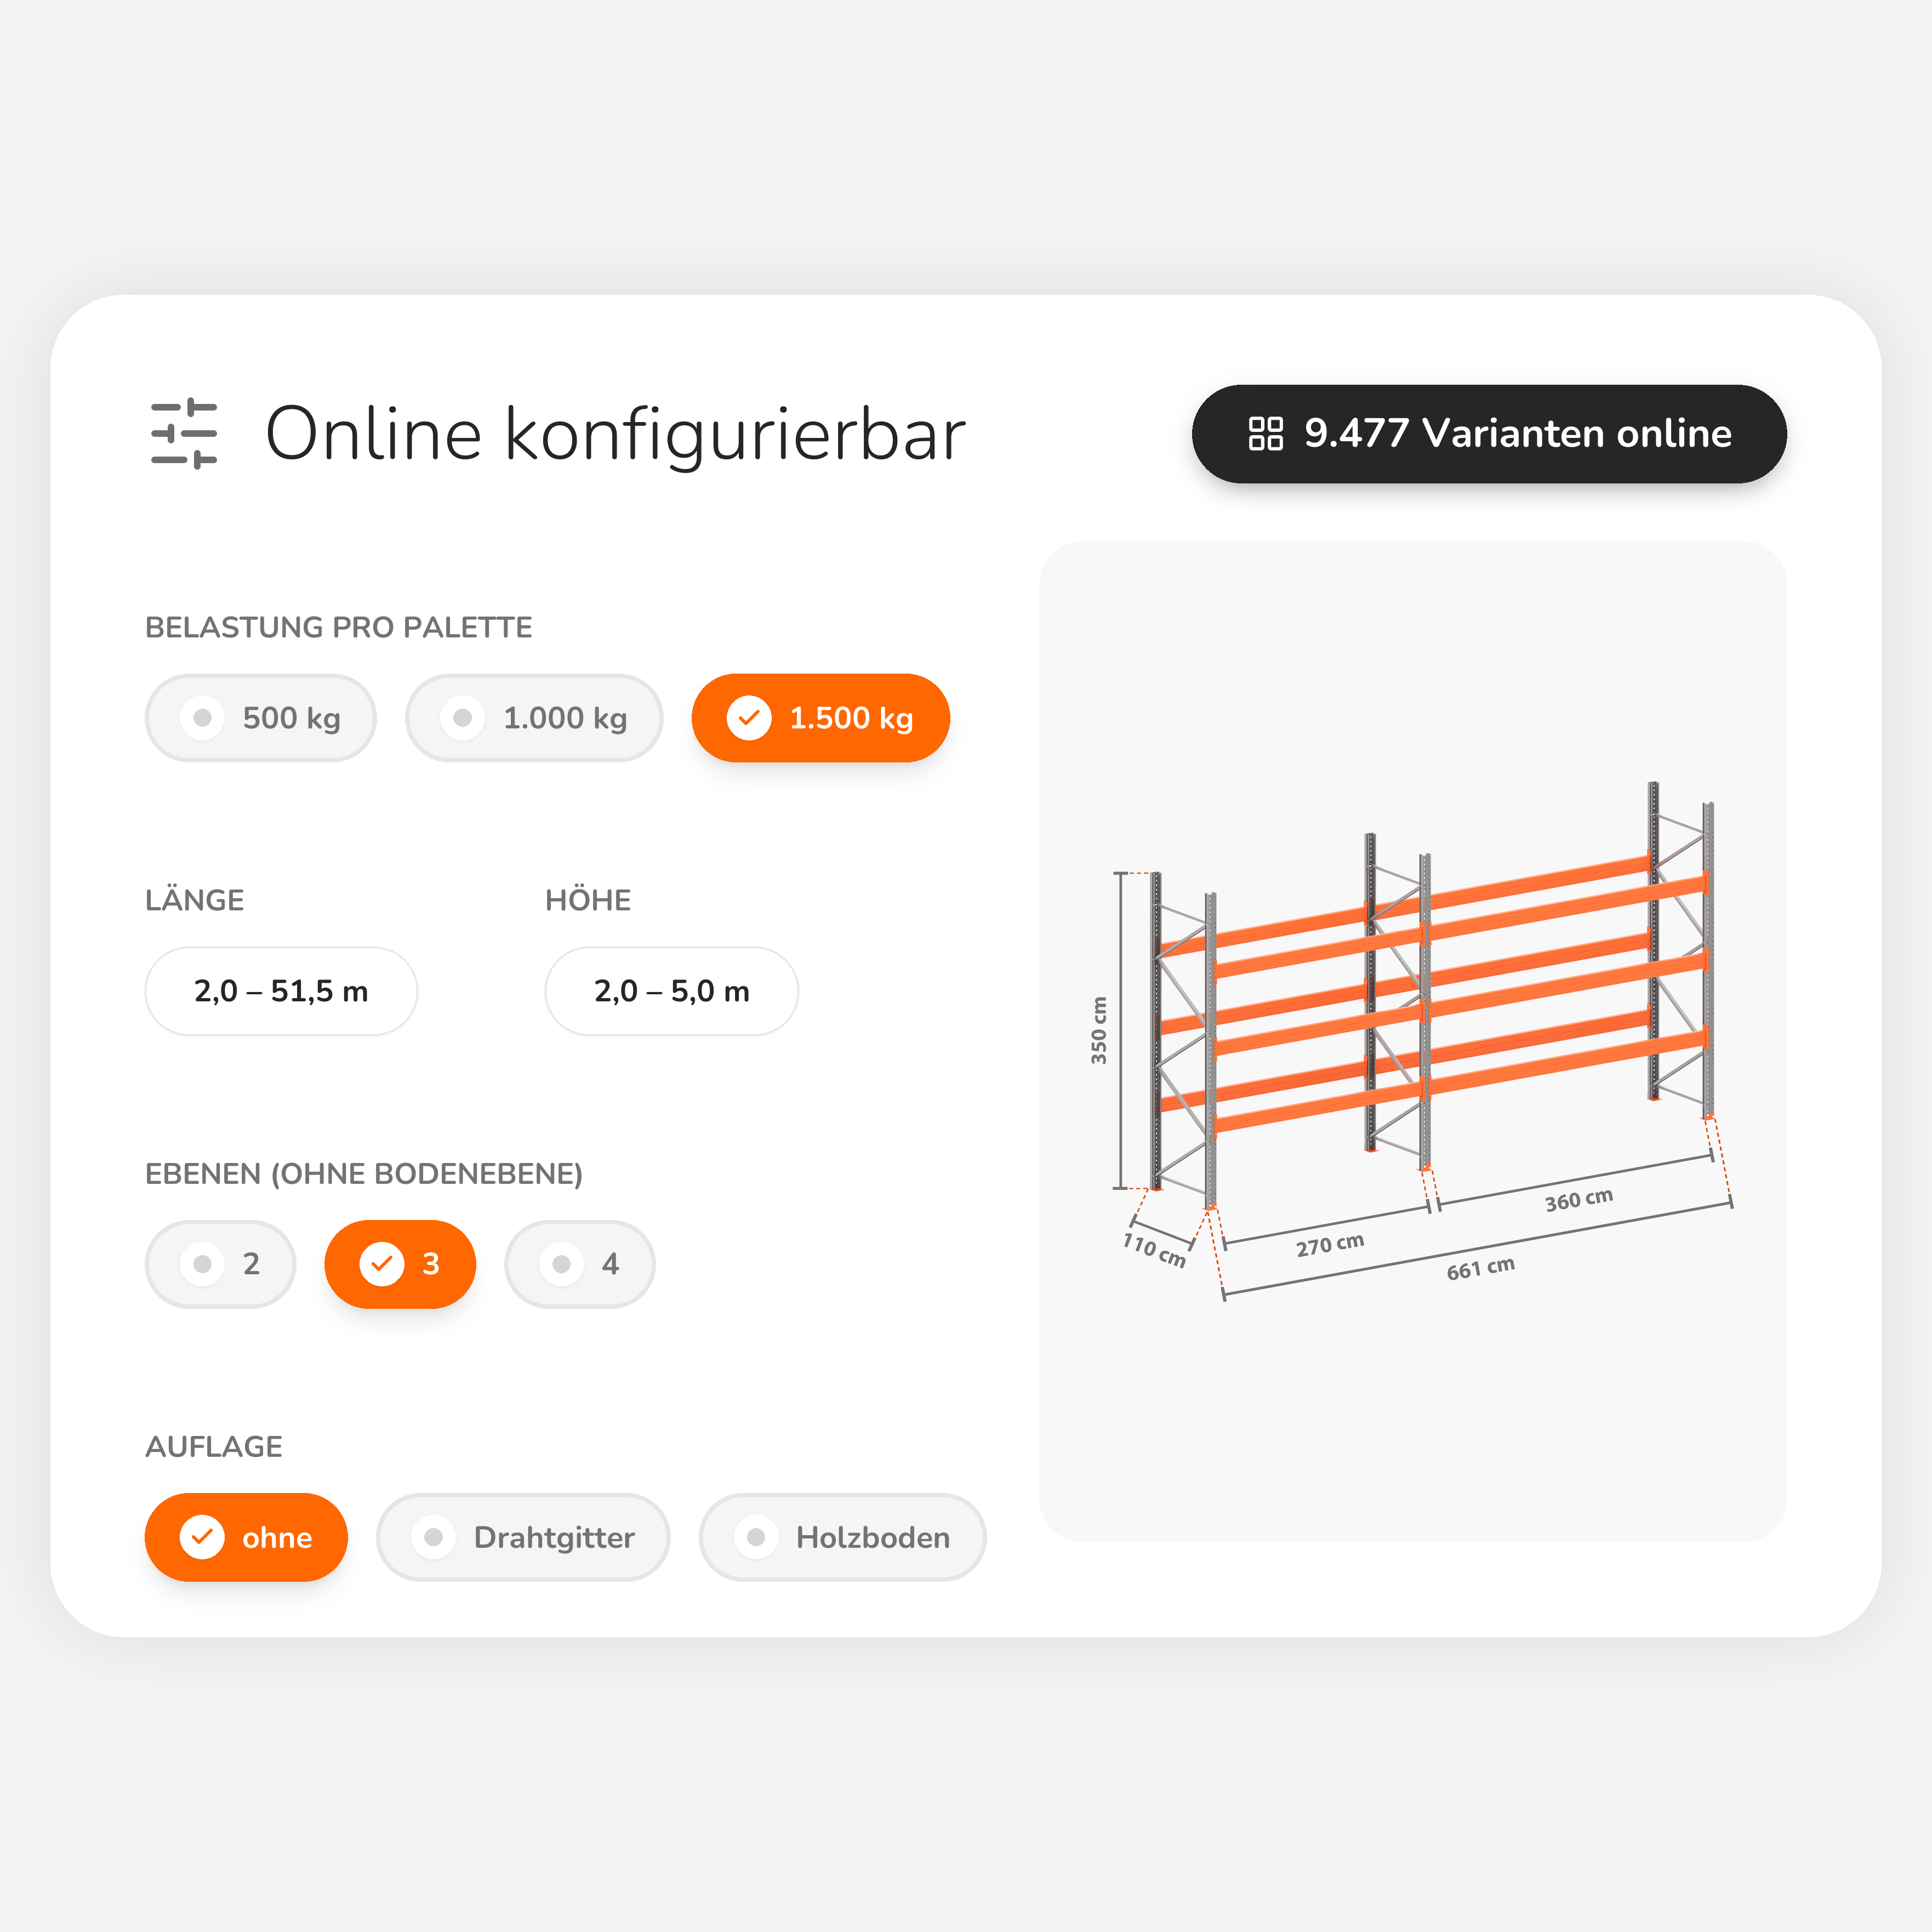 Online konfigurierbar
9.477 Varianten online
BELASTUNG PRO PALETTE
500 kg
1.000 kg
1.500 kg
LÄNGE
HÖHE
2,0 – 51,5 m
2,0 – 5,0 m
EBENEN (OHNE BODENEBENE)
2
3
4
AUFLAGE
ohne
Drahtgitter
Holzboden
350 cm
110 cm
270 cm
360 cm
661 cm